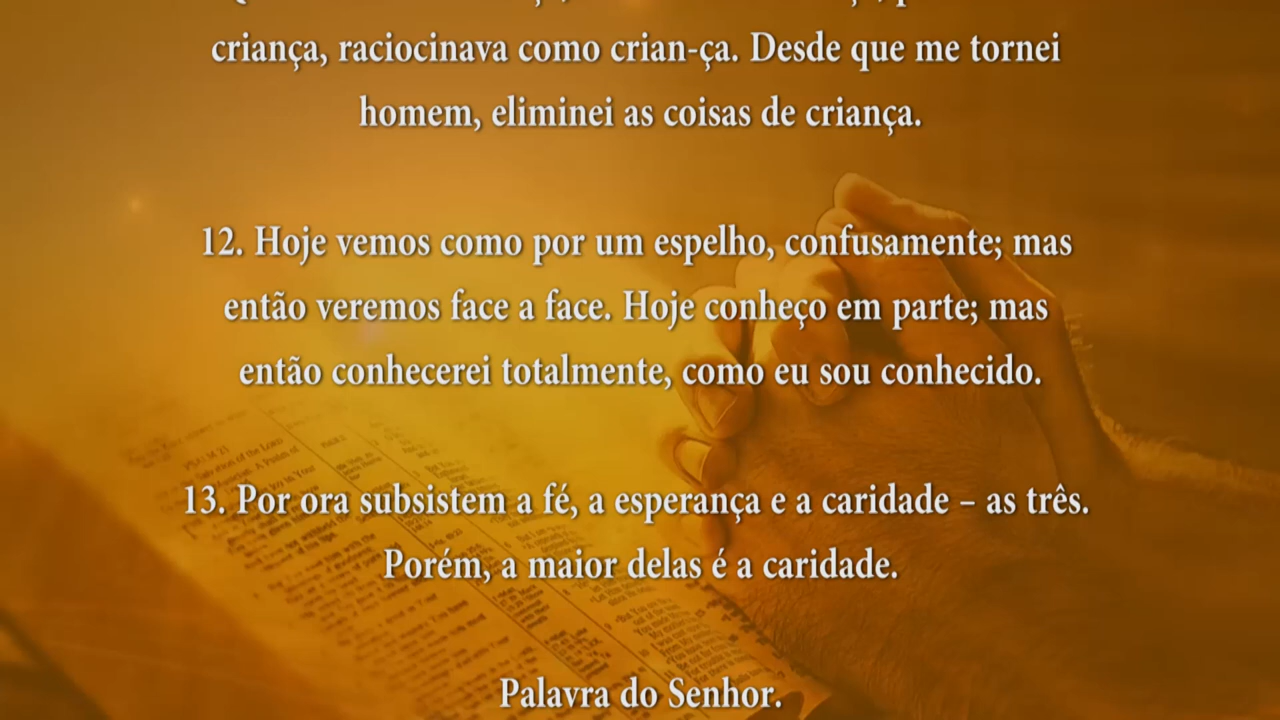 criança, raciocinava como crian-ça. Desde que me tornei
homem, eliminei as coisas de criança.
12. Hoje vemos como por um espelho, confusamente; mas
então veremos face a face. Hoje conheço em parte; mas
então conhecerei totalmente, como eu sou conhecido.
13. Por ora subsistem a fé, a esperança e a caridade – as três.
Porém, a maior delas é a caridade.
Palavra do Senhor.